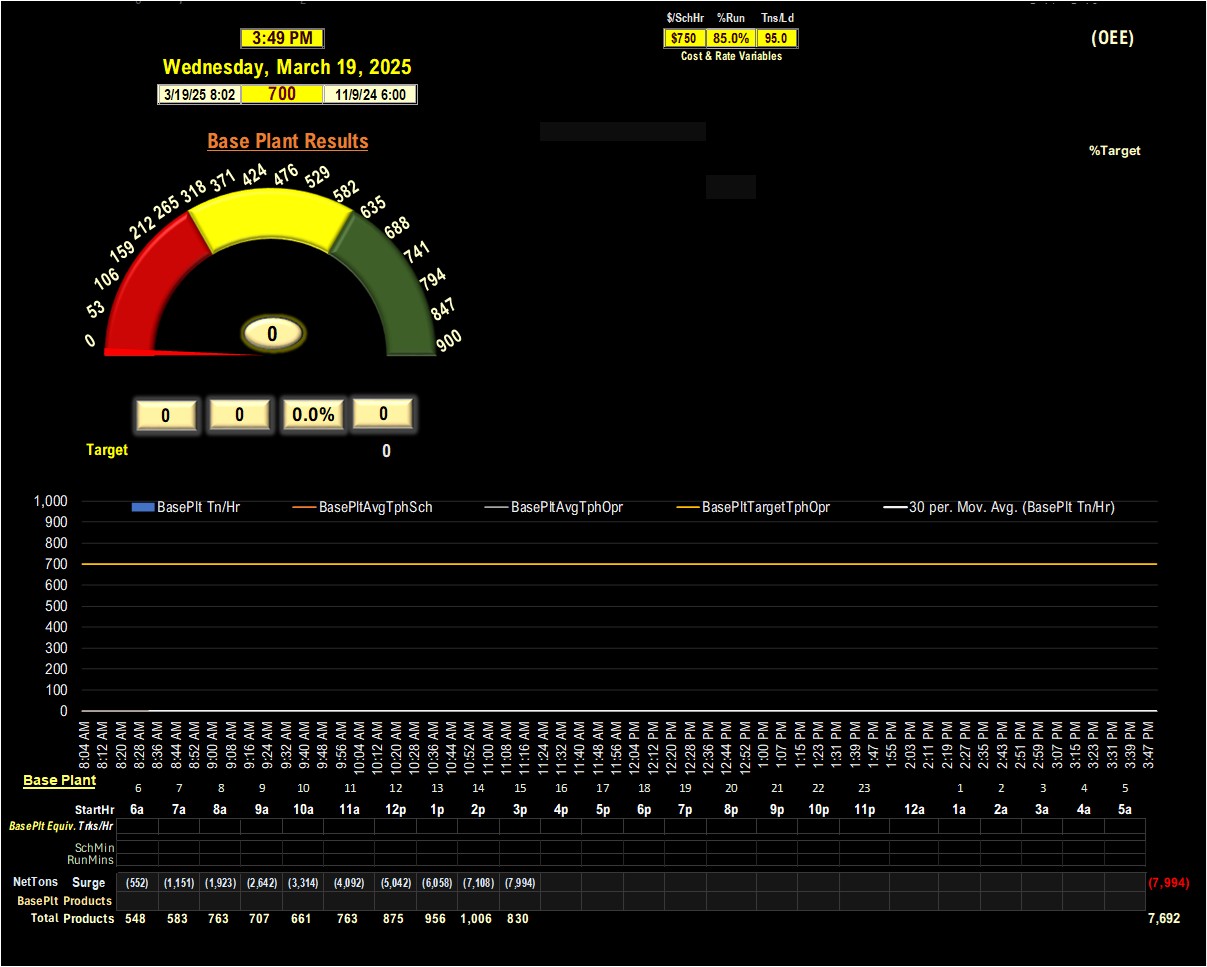 $/SchHr %Run Tns/Ld
3:49 PM
$750 85.0% 95.0
(OEE)
Cost & Rate Variables
Wednesday, March 19, 2025
3/19/25 8:02 700 11/9/24 6:00
Base Plant Results
%Target
0 53 106 159 212 265 318 371 424 476 529 582 635 688 741 794 847 900
0
0 0 0.0% 0
Target 0
BasePlt Tn/Hr BasePltAvgTphSch BasePltAvgTphOpr BasePltTargetTphOpr 30 per. Mov. Avg. (BasePlt Tn/Hr)
1,000
900
800
700
600
500
400
300
200
100
0
8:04 AM 8:12 AM 8:20 AM 8:28 AM 8:36 AM 8:44 AM 8:52 AM 9:00 AM 9:08 AM 9:16 AM 9:24 AM 9:32 AM 9:40 AM 9:48 AM 9:56 AM 10:04 AM 10:12 AM 10:20 AM 10:28 AM 10:36 AM 10:44 AM 10:52 AM 11:00 AM 11:08 AM 11:16 AM 11:24 AM 11:32 AM 11:40 AM 11:48 AM 11:56 AM 12:04 PM 12:12 PM 12:20 PM 12:28 PM 12:36 PM 12:44 PM 12:52 PM 1:00 PM 1:07 PM 1:15 PM 1:23 PM 1:31 PM 1:39 PM 1:47 PM 1:55 PM 2:03 PM 2:11 PM 2:19 PM 2:27 PM 2:35 PM 2:43 PM 2:51 PM 2:59 PM 3:07 PM 3:15 PM 3:23 PM 3:31 PM 3:39 PM 3:47 PM
Base Plant
6 7 8 9 10 11 12 13 14 15 16 17 18 19 20 21 22 23 1 2 3 4 5
StartHr 6a 7a 8a 9a 10a 11a 12p 1p 2p 3p 4p 5p 6p 7p 8p 9p 10p 11p 12a 1a 2a 3a 4a 5a
BasePlt Equiv. Trks/Hr
SchMin
RunMins
NetTons Surge (552) (1,151) (1,923) (2,642) (3,314) (4,092) (5,042) (6,058) (7,108) (7,994) (7,994)
BasePlt Products
Total Products 548 583 763 707 661 763 875 956 1,006 830 7,692